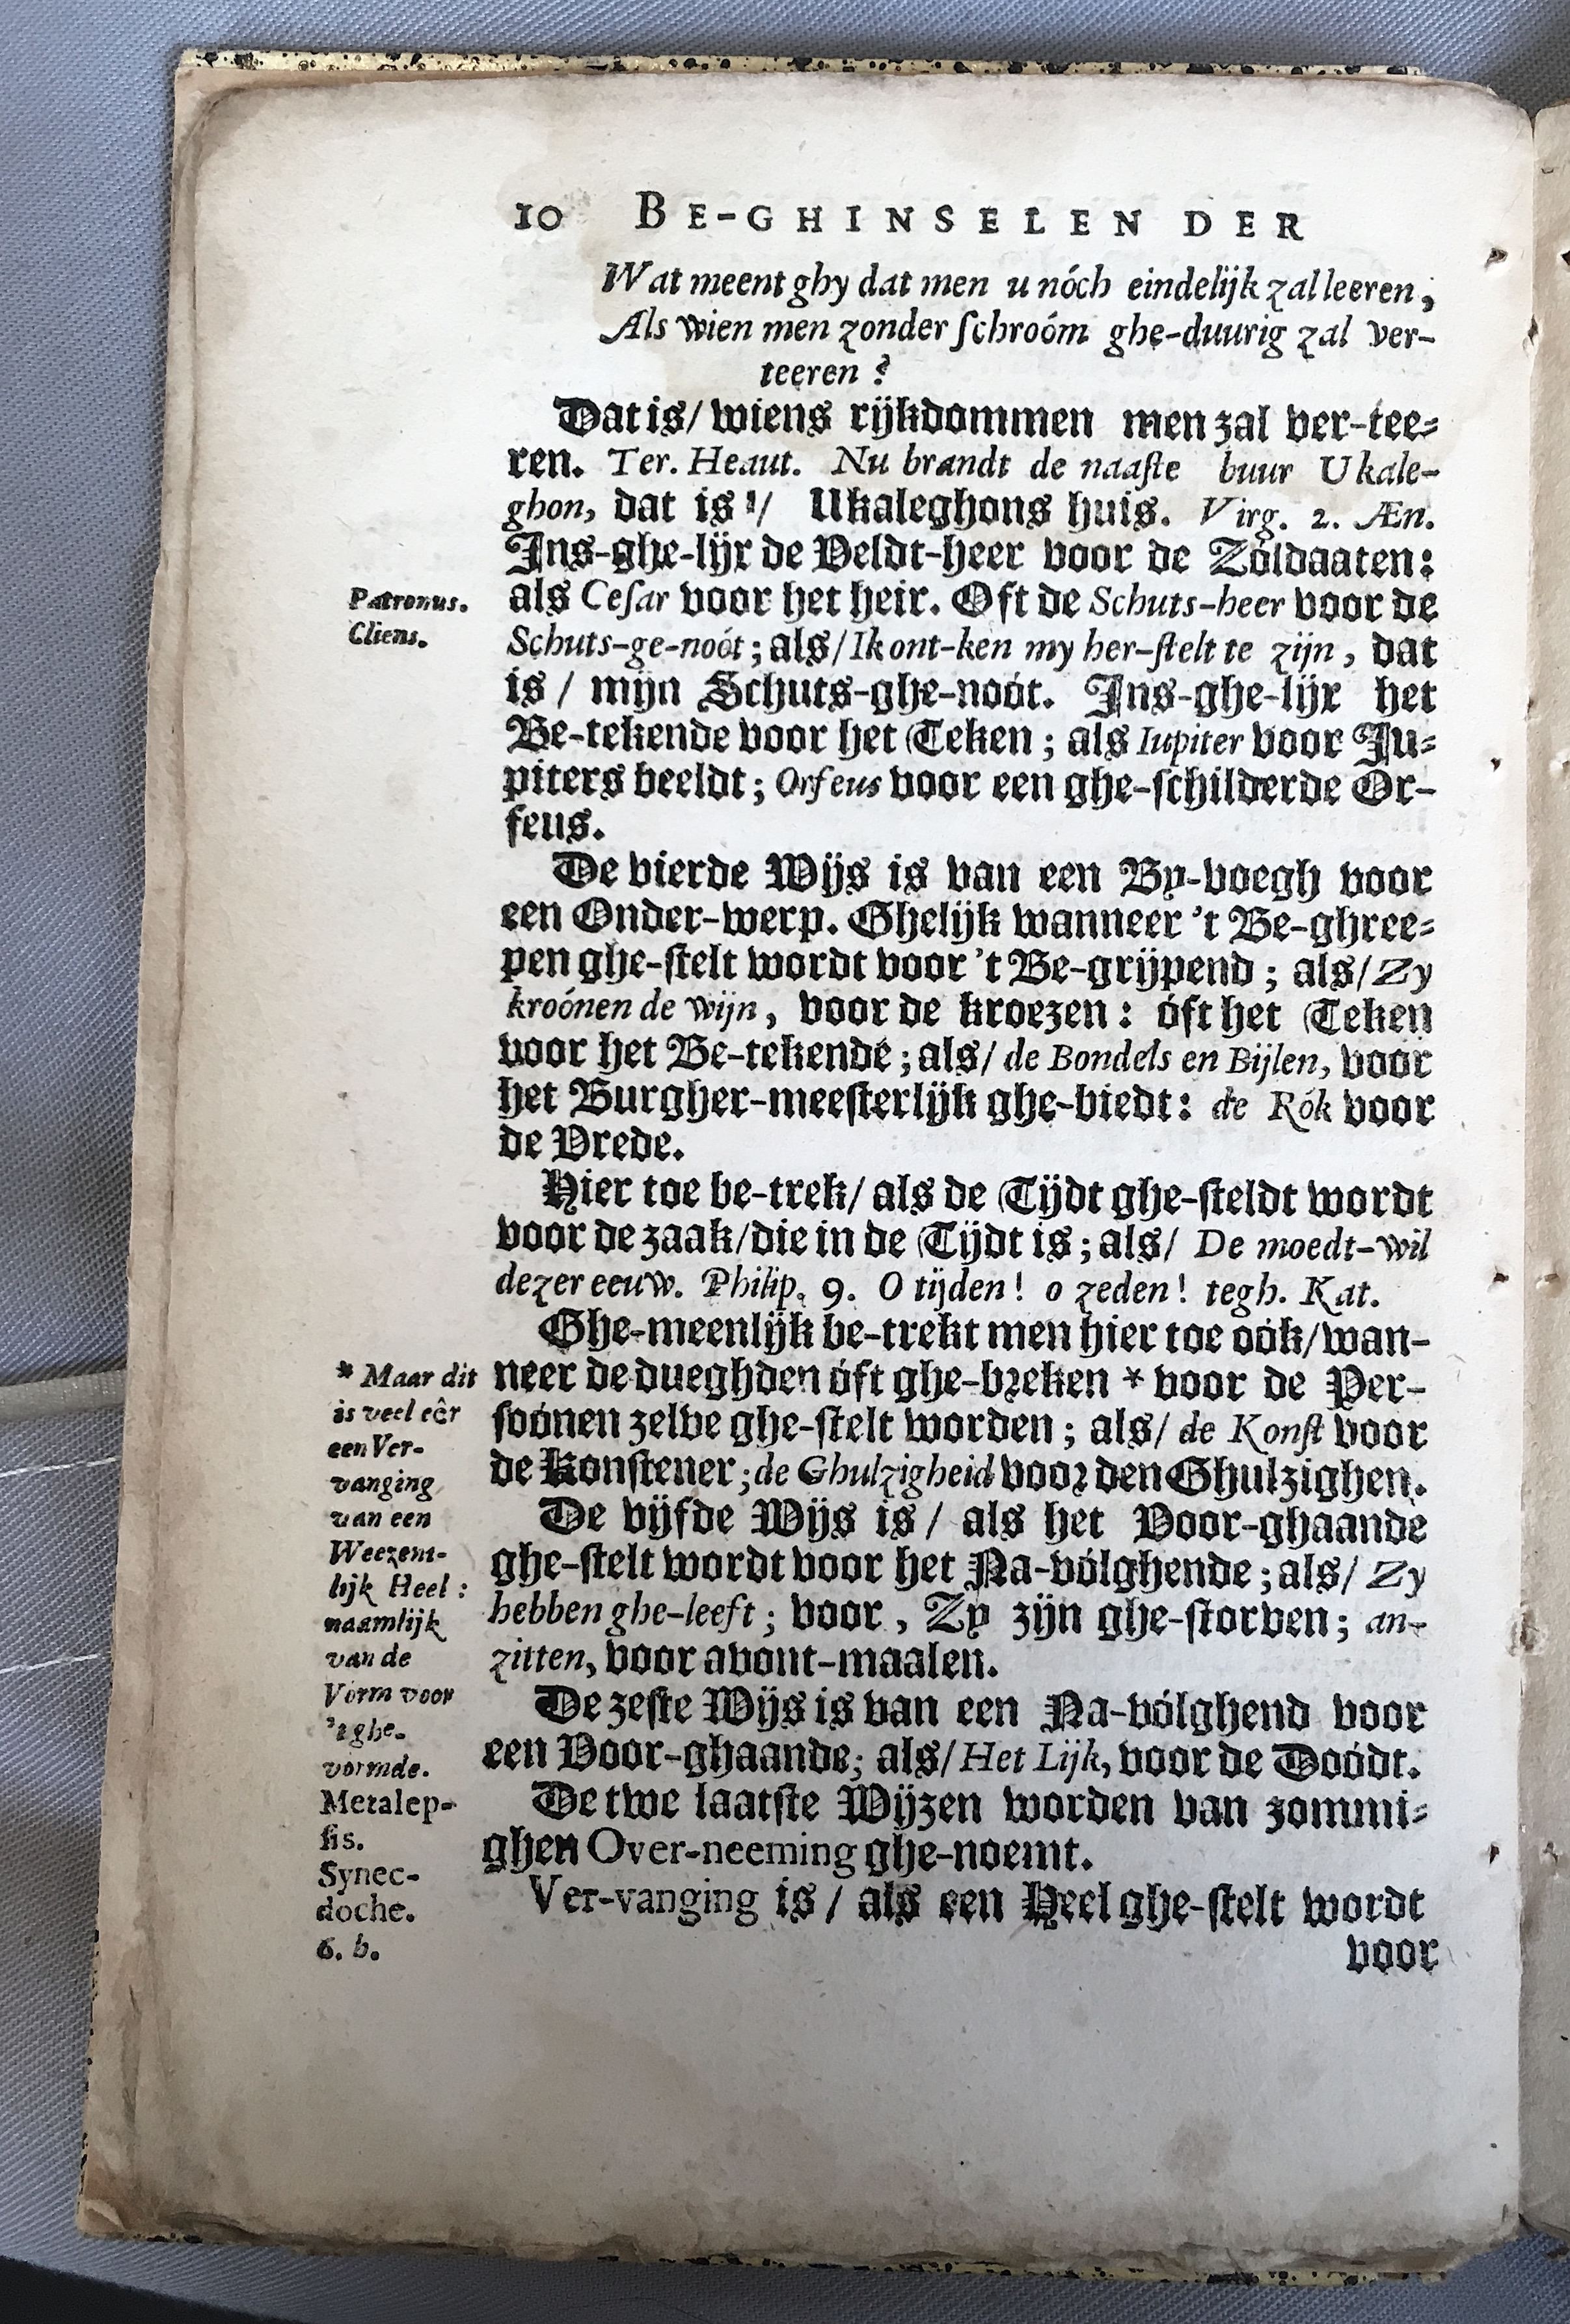 10 BE-GHINSELEN DER
Wat meent ghy dat men u nóch eindelijk zal leeren,
Als wien men zonder ſchroóm ghe-duurig zal ver-
teeren?
Dat is/ wiens rijkdommen men zal ver-tee-
ren. Ter. Heaut. Nu brandt de naaſte buur Ukale-
ghon, dat is / Ukaleghons huis. Virg. 2. Æn.
Ins-ghe-lijx de Veldt-heer voor de Zóldaaten:
Patronus.
Cliens.
als Ceſar voor het heir. Oft de Schuts-heer voor de
Schuts-ge-noót; als/ Ik ont-ken my her-ſtelt te zijn, dat
is / mijn Schuts-ghe-noót. Ins-ghe-lijx het
Be-tekende voor het Teken; als Iupiter voor Ju-
piters beeldt; Orfeus voor een ghe-ſchilderde Or-
feus.
De vierde Wijs is van een By-voegh voor
een Onder-werp. Ghelijk wanneer 't Be-ghree-
pen ghe-ſtelt wordt voor 't Be-grijpend; als/ Zy
kroónen de wijn, voor de kroezen: óft het Teken
voor het Be-tekende; als/ de Bondels en Bijlen, voor
het Burgher-meeſterlijk ghe-biedt: de Rók voor
de Vrede.
Hier toe be-trek/ als de Tijdt ghe-ſteldt wordt
voor de zaak/ die in de Tijdt is; als/ De moedt-wil
dezer eeuw. Philip. 9. O tijden! o zeden! tegh. Kat.
Ghe-meenlijk be-trekt men hier toe oók/ wan-
neer de dueghden óft ghe-breken * voor de Per-
ſoónen zelve ghe-ſtelt worden; als/ de Konſt voor
de Konſtener; de Ghulzigheid voor den Ghulzighen.
* Maar dit
is veel eêr
een Ver-
vanging
van een
Weezent-
lijk Heel:
naamlijk
van de
Vorm voor
't ghe-
vormde.
De vijfde Wijs is / als het Voor-ghaande
ghe-ſtelt wordt voor het Na-vólghende; als/ Zy
hebben ghe-leeft; voor, Zy zijn ghe-ſtorven; an-
zitten, voor avont-maalen.
De zeſte Wijs is van een Na-vólghend voor
een Voor-ghaande; als/ Het Lijk, voor de Doódt.
De twe laatſte Wijzen worden van zommi-
ghen Over-neeming ghe-noemt.
Metalep-
ſis.
Synec-
doche.
6. b.
Ver-vanging is / als een Heel ghe-ſtelt wordt
voor